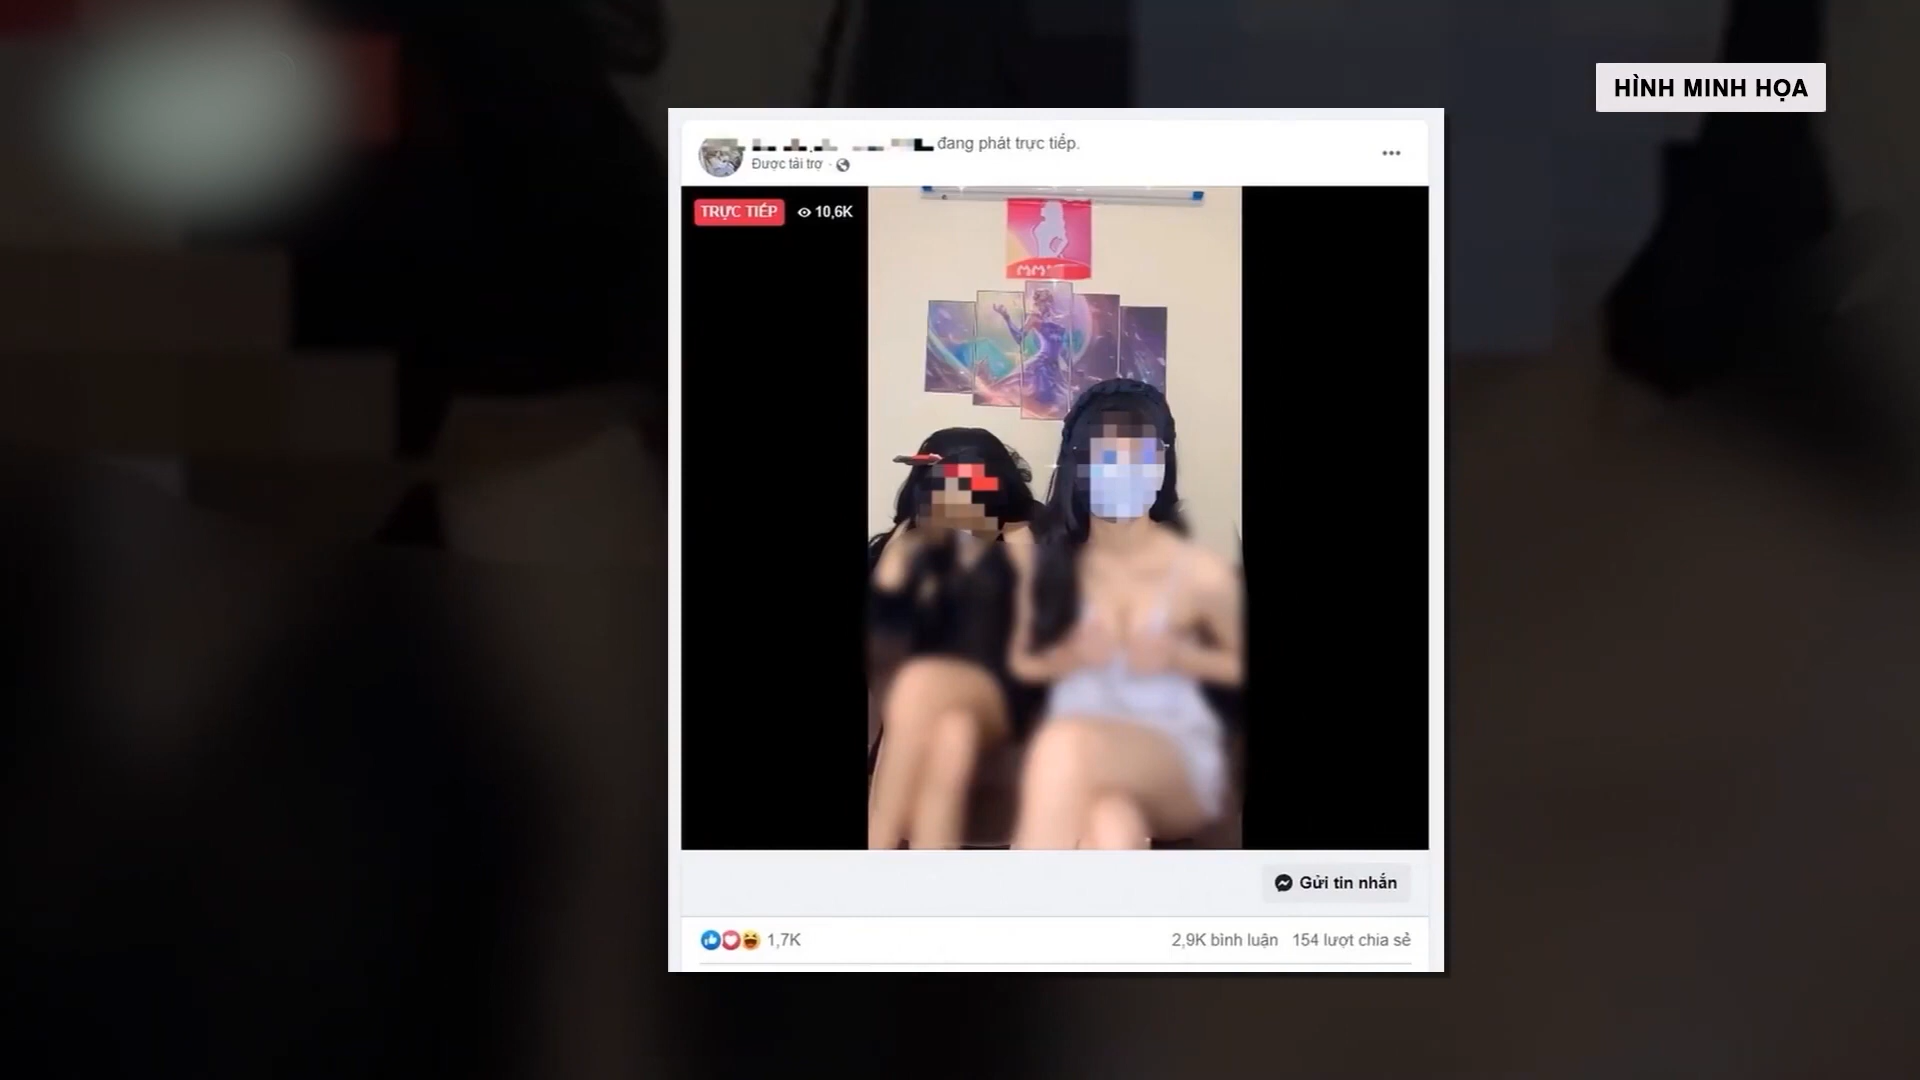 HÌNH MINH HỌA
đang phát trực tiếp.
Được tài trợ
TRỰC TIẾP 10,6K
Gửi tin nhắn
1,7K 2,9K bình luận 154 lượt chia sẻ